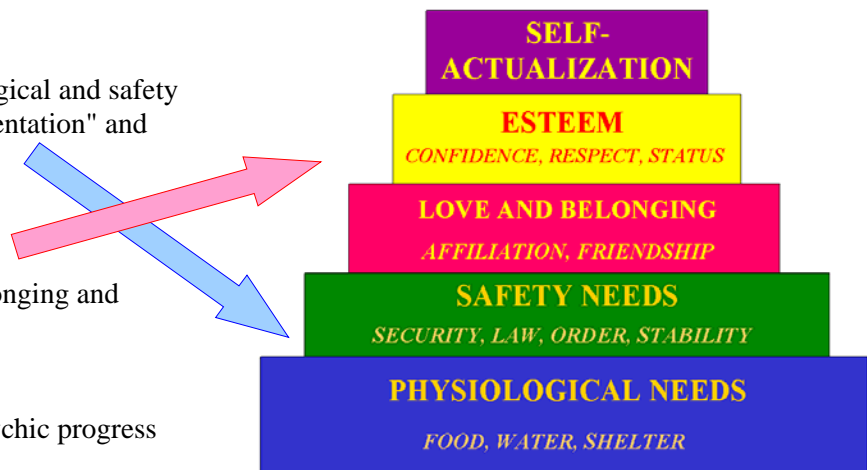 gical and safety
entation" and
onging and
chic progress
SELF-
ACTUALIZATION
ESTEEM
CONFIDENCE, RESPECT, STATUS
LOVE AND BELONGING
AFFILIATION, FRIENDSHIP
SAFETY NEEDS
SECURITY, LAW, ORDER, STABILITY
PHYSIOLOGICAL NEEDS
FOOD, WATER, SHELTER